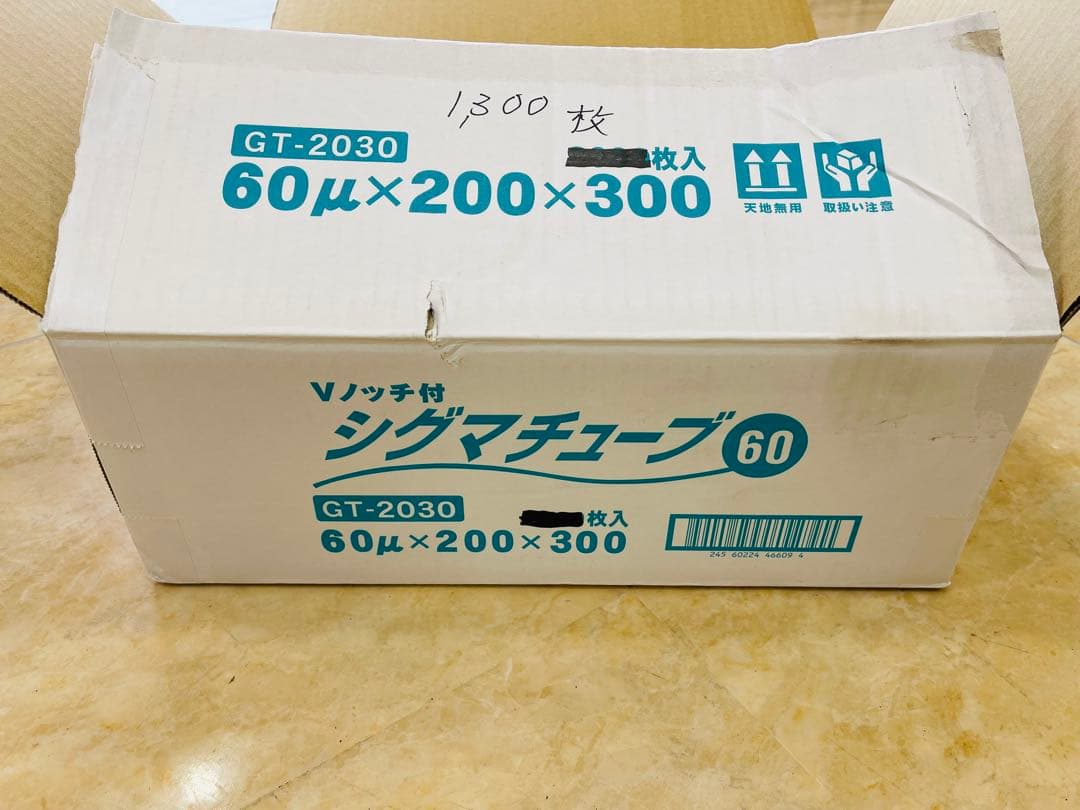 1,300 枚
GT-2030
枚入
60μ×200×300
天地無用
取扱い注意
Vノッチ付
シグマチューブ 60
GT-2030
枚入
60μ×200×300
245 60224 46609 4